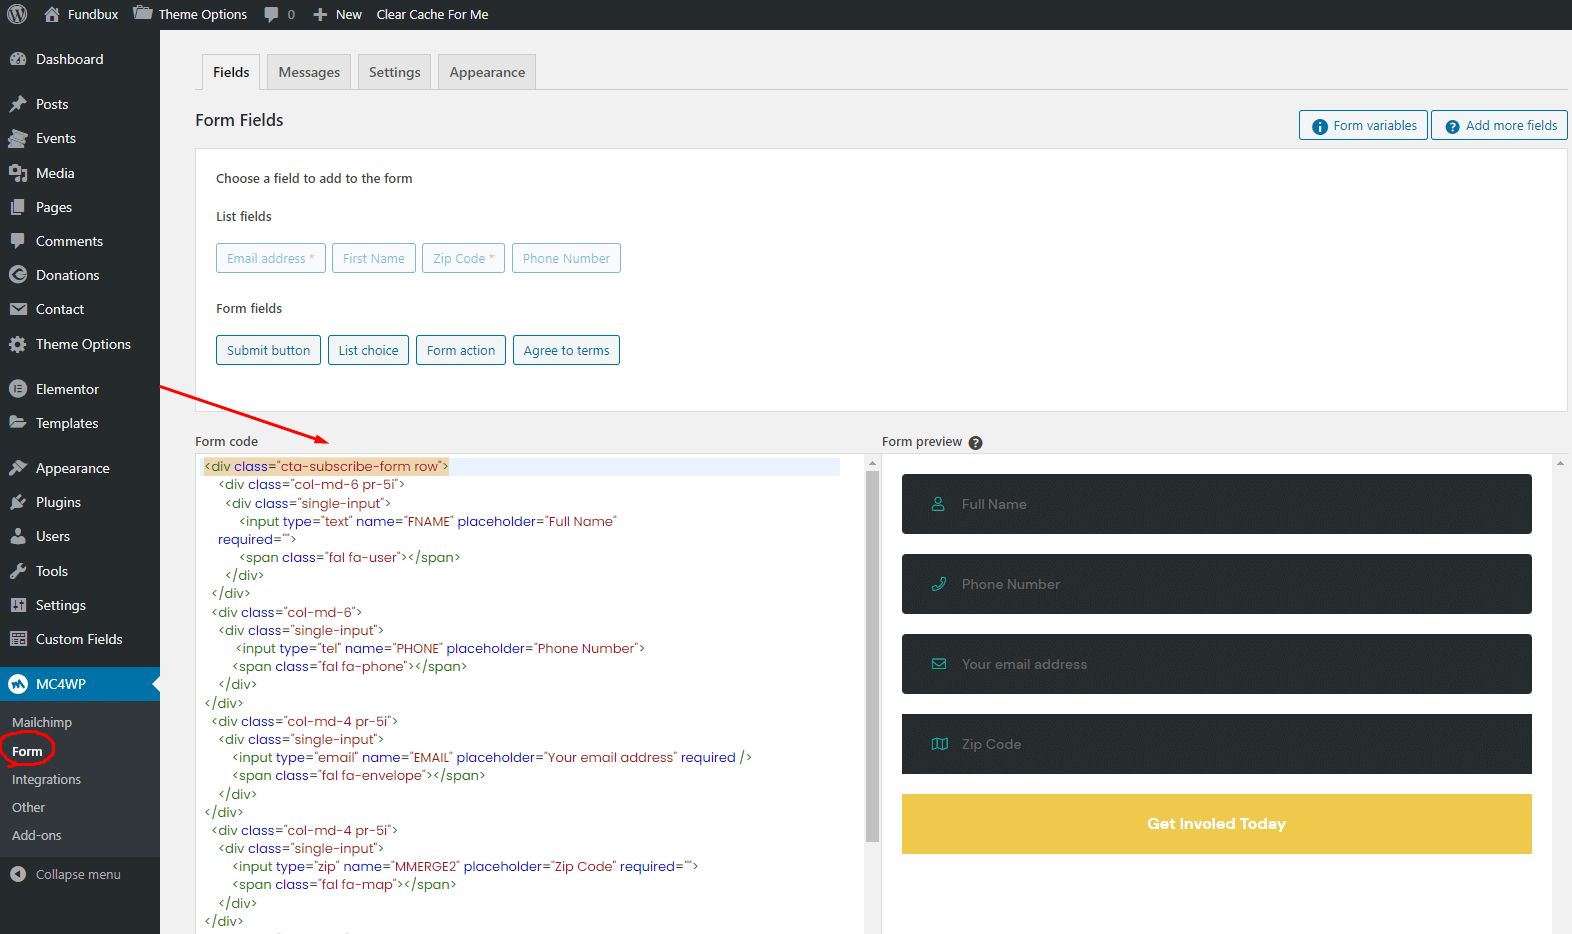 Fundbux
Theme Options
0
New
Clear Cache For Me
Dashboard
Posts
Events
Media
Pages
Comments
Donations
Contact
Theme Options
Elementor
Templates
Appearance
Plugins
Users
Tools
Settings
Custom Fields
MC4WP
Mailchimp
Form
Integrations
Other
Add-ons
Collapse menu
Fields
Messages
Settings
Appearance
Form Fields
Form variables
Add more fields
Choose a field to add to the form
List fields
Email address *
First Name
Zip Code *
Phone Number
Form fields
Submit button
List choice
Form action
Agree to terms
Form code
<div class="cta-subscribe-form row">
<div class="col-md-6 pr-5i">
<div class="single-input">
<input type="text" name="FNAME" placeholder="Full Name"
required="">
<span class="fal fa-user"></span>
</div>
</div>
<div class="col-md-6">
<div class="single-input">
<input type="tel" name="PHONE" placeholder="Phone Number">
<span class="fal fa-phone"></span>
</div>
</div>
<div class="col-md-4 pr-5i">
<div class="single-input">
<input type="email" name="EMAIL" placeholder="Your email address" required />
<span class="fal fa-envelope"></span>
</div>
</div>
<div class="col-md-4 pr-5i">
<div class="single-input">
<input type="zip" name="MMERGE2" placeholder="Zip Code" required="">
<span class="fal fa-map"></span>
</div>
</div>
Form preview ?
Full Name
Phone Number
Your email address
Zip Code
Get Involed Today